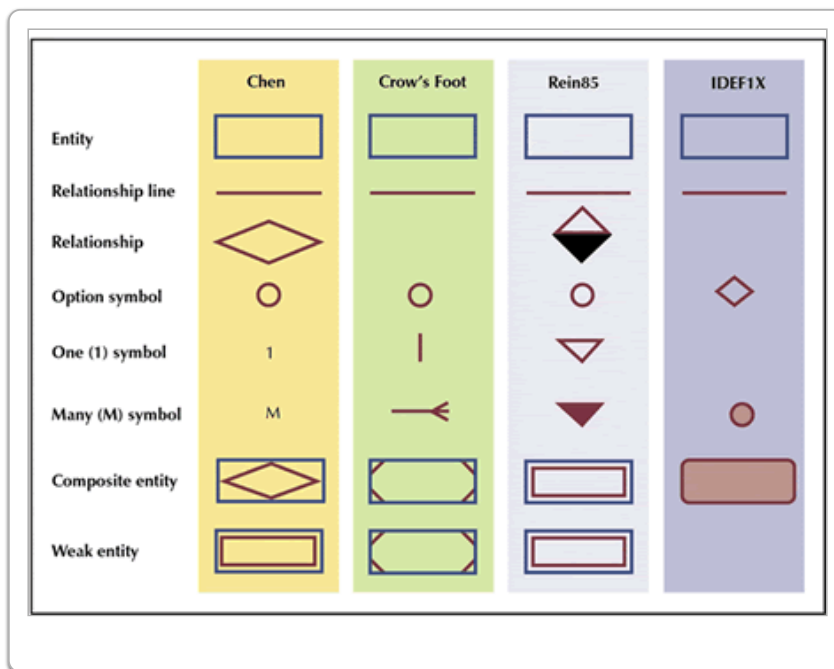 Chen Crow's Foot Rein85 IDEF1X
Entity
Relationship line
Relationship
Option symbol
One (1) symbol 1
Many (M) symbol M
Composite entity
Weak entity